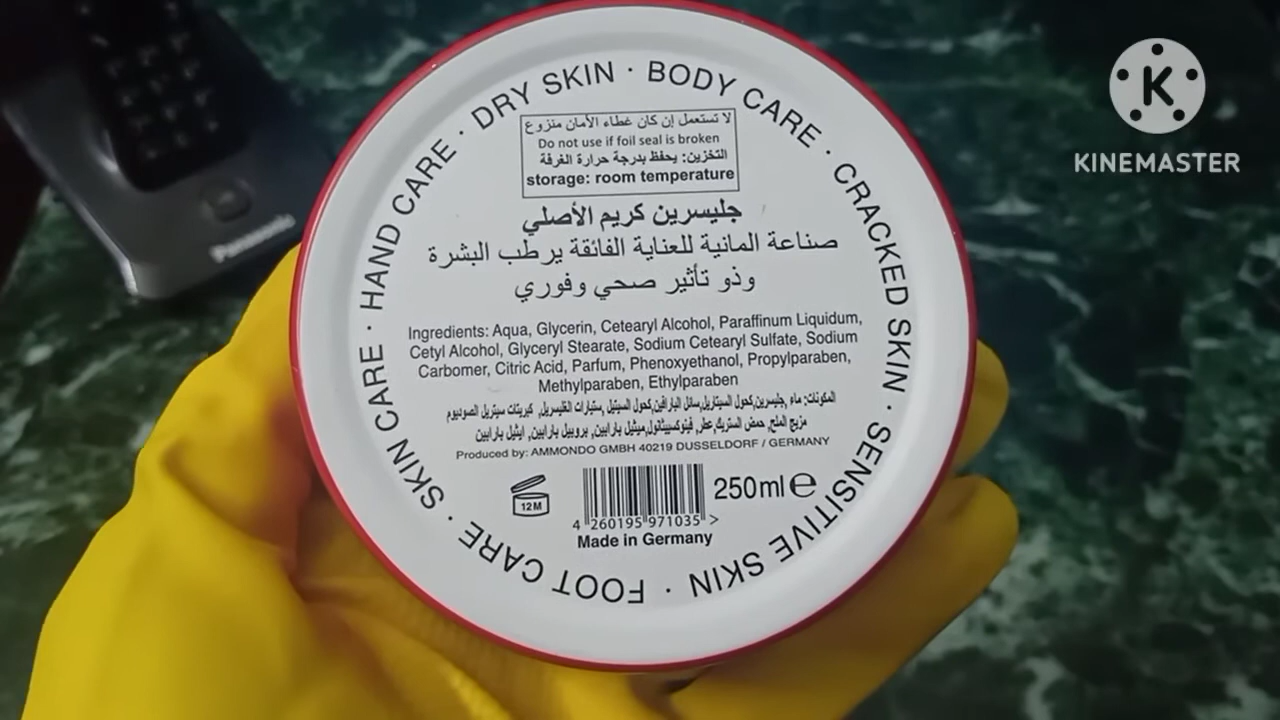 DRY SKIN · BODY CARE · CRACKED SKIN · SENSITIVE SKIN · FOOT CARE · SKIN CARE · HAND CARE ·
لا تستعمل إن كان غطاء الأمان منزوع
Do not use if foil seal is broken
التخزين: يحفظ بدرجة حرارة الغرفة
storage: room temperature
جليسرين كريم الأصلي
صناعة المانية للعناية الفائقة يرطب البشرة
وذو تأثير صحي وفوري
Ingredients: Aqua, Glycerin, Cetearyl Alcohol, Paraffinum Liquidum,
Cetyl Alcohol, Glyceryl Stearate, Sodium Cetearyl Sulfate, Sodium
Carbomer, Citric Acid, Parfum, Phenoxyethanol, Propylparaben,
Methylparaben, Ethylparaben
المكونات: ماء ,جليسرين,كحول السيتاريل,سائل البارافين,كحول السيتيل ,ستيارات الغليسريل, كبريتات سيتريل الصوديوم
مزيج الملح, حمض الستريك,عطر, فينوكسييثانول,ميثيل بارابين, بروبيل بارابين, ايثيل بارابين
Produced by: AMMONDO GMBH 40219 DUSSELDORF / GERMANY
12M
250ml e
4 260195 971035 >
Made in Germany
Panasonic
K
KINEMASTER